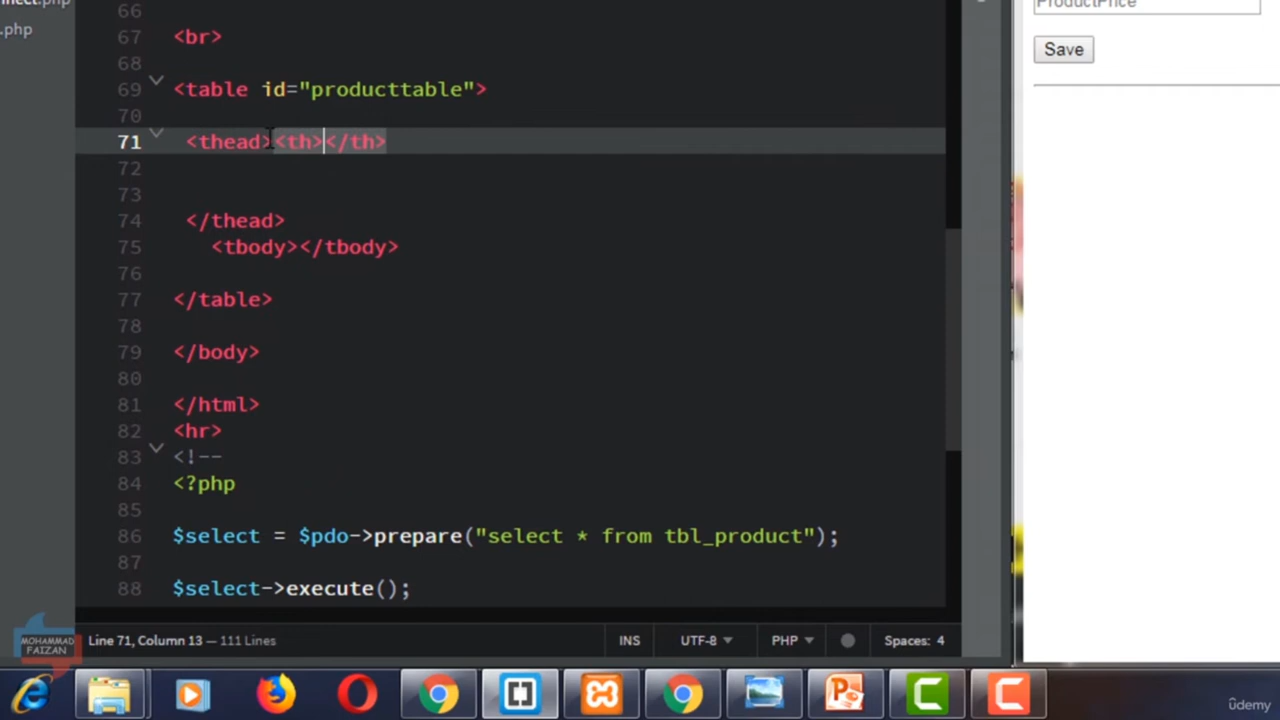 nnect.php
.php
66
67 <br>
68
69 <table id="producttable">
70
71 <thead><th></th>
72
73
74 </thead>
75 <tbody></tbody>
76
77 </table>
78
79 </body>
80
81 </html>
82 <hr>
83 <!--
84 <?php
85
86 $select = $pdo->prepare("select * from tbl_product");
87
88 $select->execute();
ProductPrice
Save
Line 71, Column 13 — 111 Lines
INS
UTF-8
PHP
Spaces: 4
MOHAMMAD
FAIZAN
ûdemy